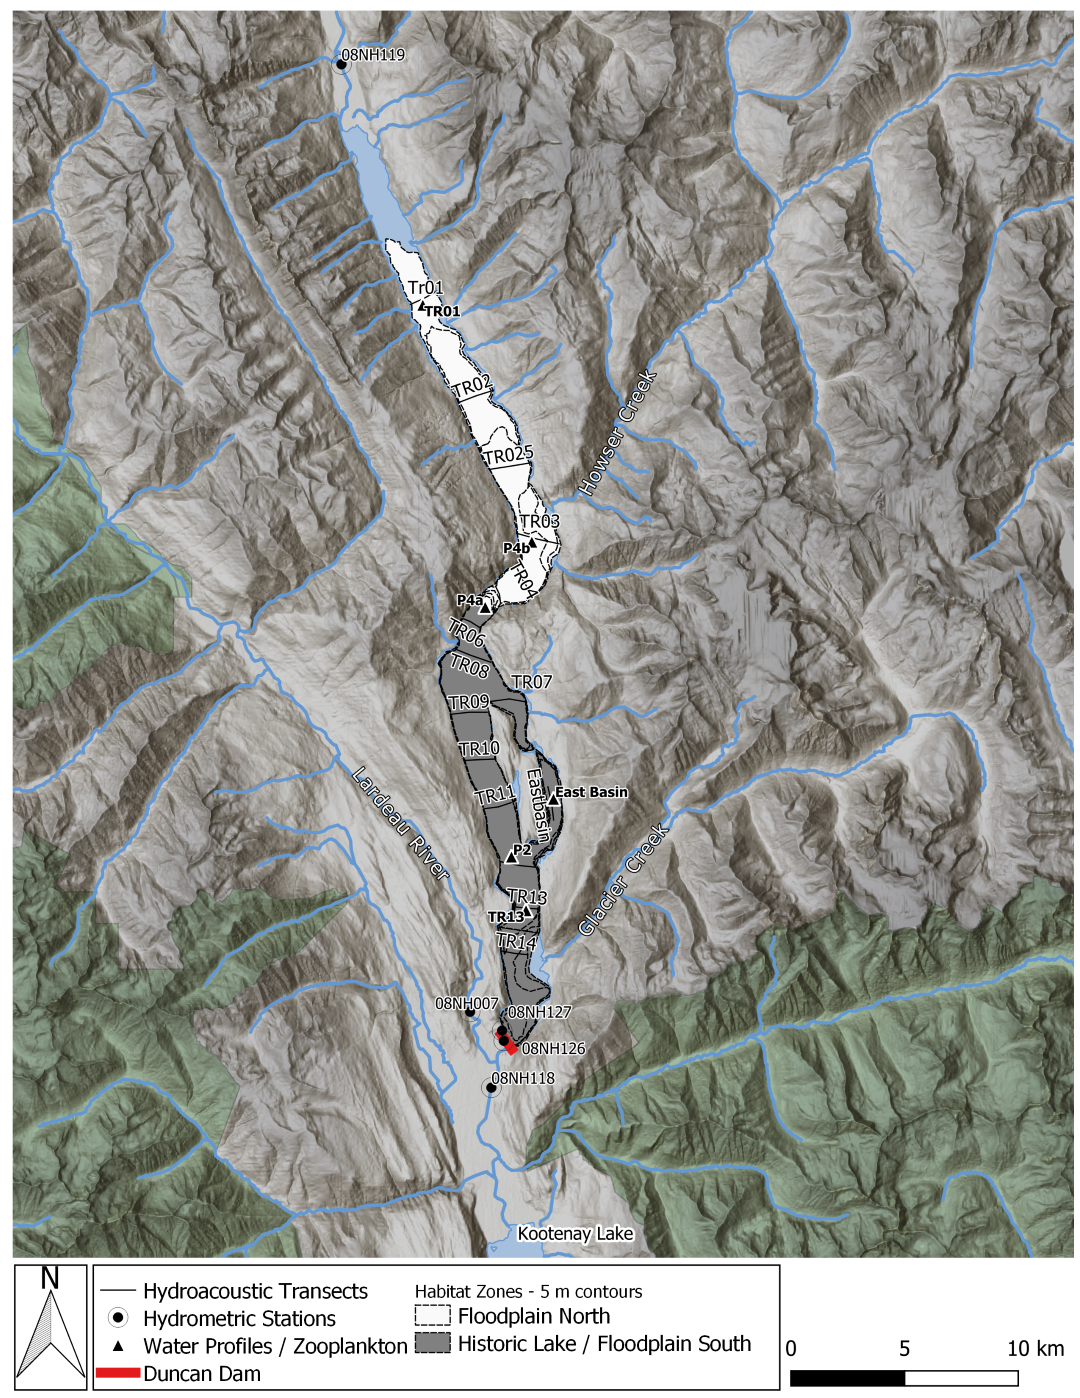 08NH119
Tr01
TR01
TR02
Howser Creek
TR025
TR03
P4b
TR04
P4a
TR06
TR08
TR07
TR09
TR10
Lardeau River
TR11
Eastbasin
East Basin
P2
Glacier Creek
TR13
TR13
TR14
08NH007
08NH127
08NH126
08NH118
Kootenay Lake
N
Hydroacoustic Transects
Hydrometric Stations
Water Profiles / Zooplankton
Duncan Dam
Habitat Zones - 5 m contours
Floodplain North
Historic Lake / Floodplain South
0 5 10 km